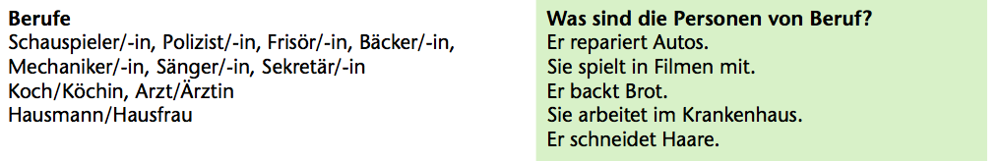 Berufe
Schauspieler/-in, Polizist/-in, Frisör/-in, Bäcker/-in,
Mechaniker/-in, Sänger/-in, Sekretär/-in
Koch/Köchin, Arzt/Ärztin
Hausmann/Hausfrau
Was sind die Personen von Beruf?
Er repariert Autos.
Sie spielt in Filmen mit.
Er backt Brot.
Sie arbeitet im Krankenhaus.
Er schneidet Haare.